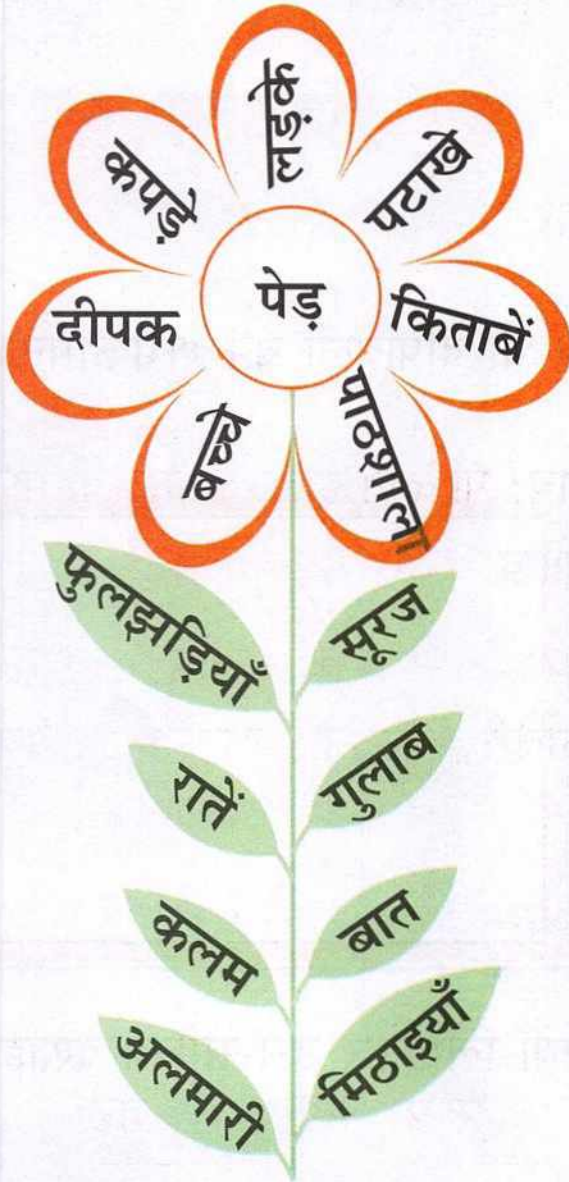 लड़के
कपड़े
पटाखे
दीपक
पेड़
किताबें
बच्चे
पाठशाला
फुलझड़ियाँ
सूरज
रातें
गुलाब
कलम
बात
अलमारी
मिठाइयाँ